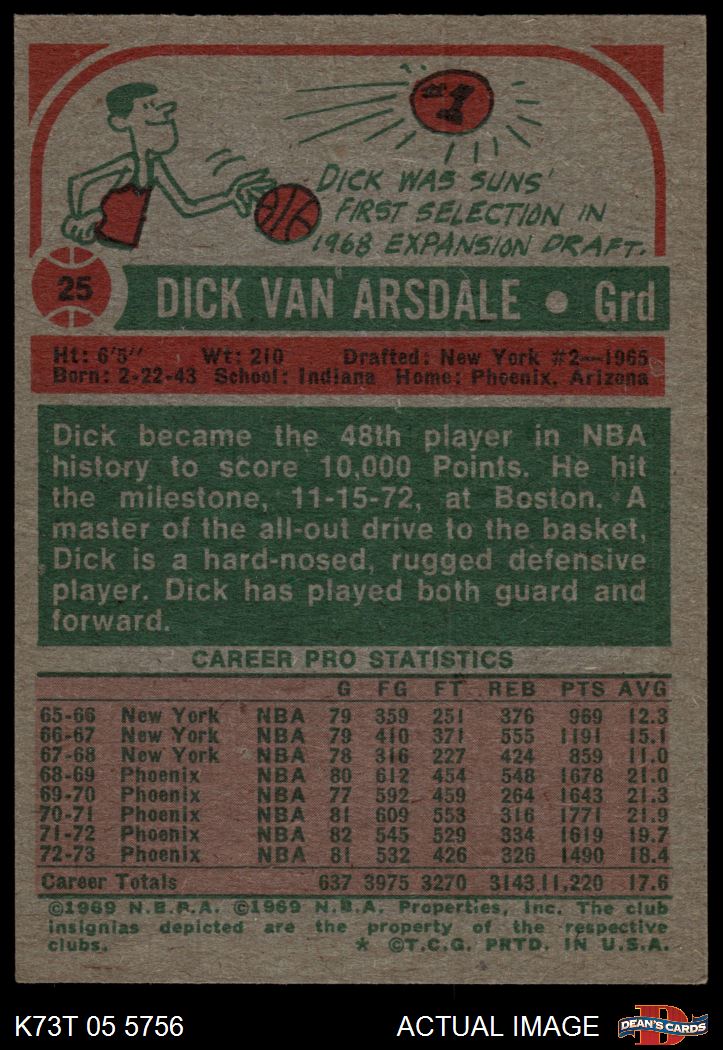 #1
DICK WAS SUNS'
FIRST SELECTION IN
1968 EXPANSION DRAFT.
25 DICK VAN ARSDALE • Grd
Ht: 6'5" Wt: 210 Drafted: New York #2—1965
Born: 2-22-43 School: Indiana Home: Phoenix, Arizona
Dick became the 48th player in NBA
history to score 10,000 Points. He hit
the milestone, 11-15-72, at Boston. A
master of the all-out drive to the basket,
Dick is a hard-nosed, rugged defensive
player. Dick has played both guard and
forward.
CAREER PRO STATISTICS
G FG FT REB PTS AVG
65-66 New York NBA 79 359 251 376 969 12.3
66-67 New York NBA 79 410 371 555 1191 15.1
67-68 New York NBA 78 316 227 424 859 11.0
68-69 Phoenix NBA 80 612 454 548 1678 21.0
69-70 Phoenix NBA 77 592 459 264 1643 21.3
70-71 Phoenix NBA 81 609 553 316 1771 21.9
71-72 Phoenix NBA 82 545 529 334 1619 19.7
72-73 Phoenix NBA 81 532 426 326 1490 18.4
Career Totals 637 3975 3270 3143 11,220 17.6
©1969 N.B.P.A. ©1969 N.B.A. Properties, Inc. The club
insignias depicted are the property of the respective
clubs. * ©T.C.G. PRTD. IN U.S.A.
K73T 05 5756 ACTUAL IMAGE D DEAN'S CARDS